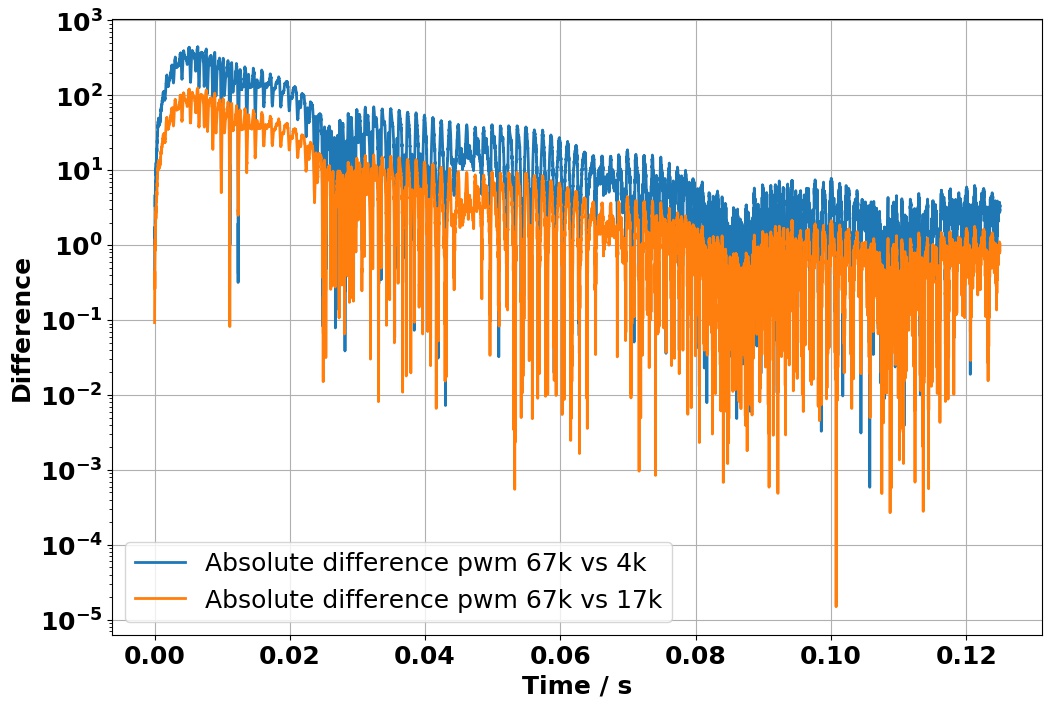 10³
10²
10¹
10⁰
10⁻¹
10⁻²
10⁻³
10⁻⁴
10⁻⁵
Difference
Absolute difference pwm 67k vs 4k
Absolute difference pwm 67k vs 17k
0.00 0.02 0.04 0.06 0.08 0.10 0.12
Time / s